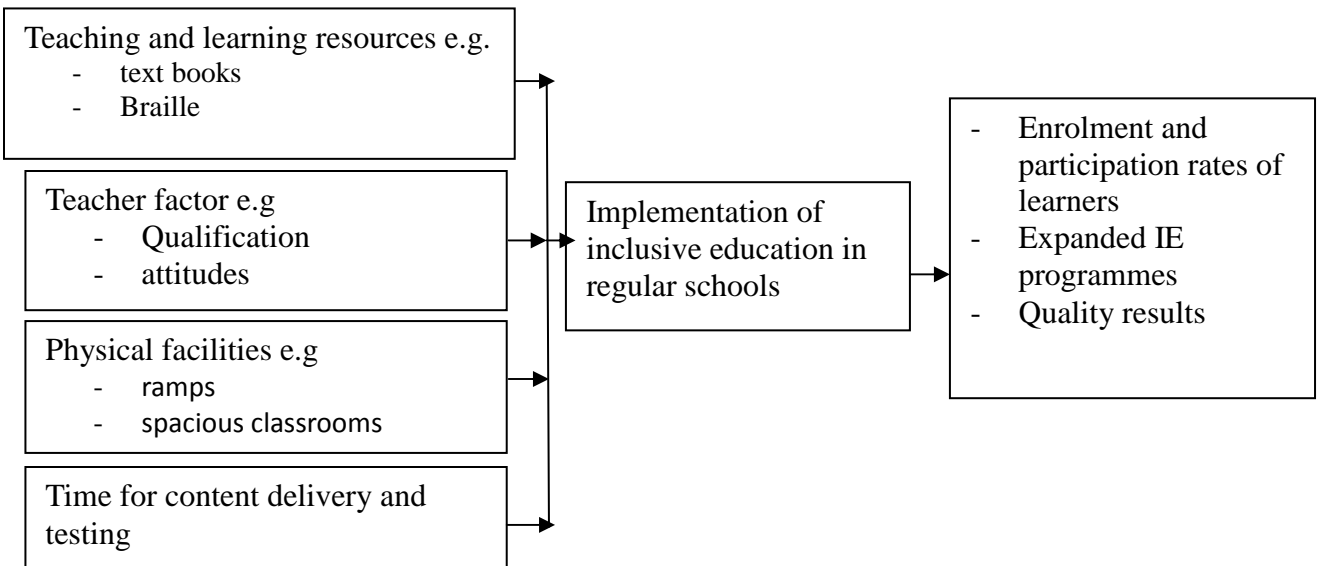 Teaching and learning resources e.g.
- text books
- Braille
Teacher factor e.g
- Qualification
- attitudes
Physical facilities e.g
- ramps
- spacious classrooms
Time for content delivery and
testing
Implementation of
inclusive education in
regular schools
- Enrolment and
participation rates of
learners
- Expanded IE
programmes
- Quality results